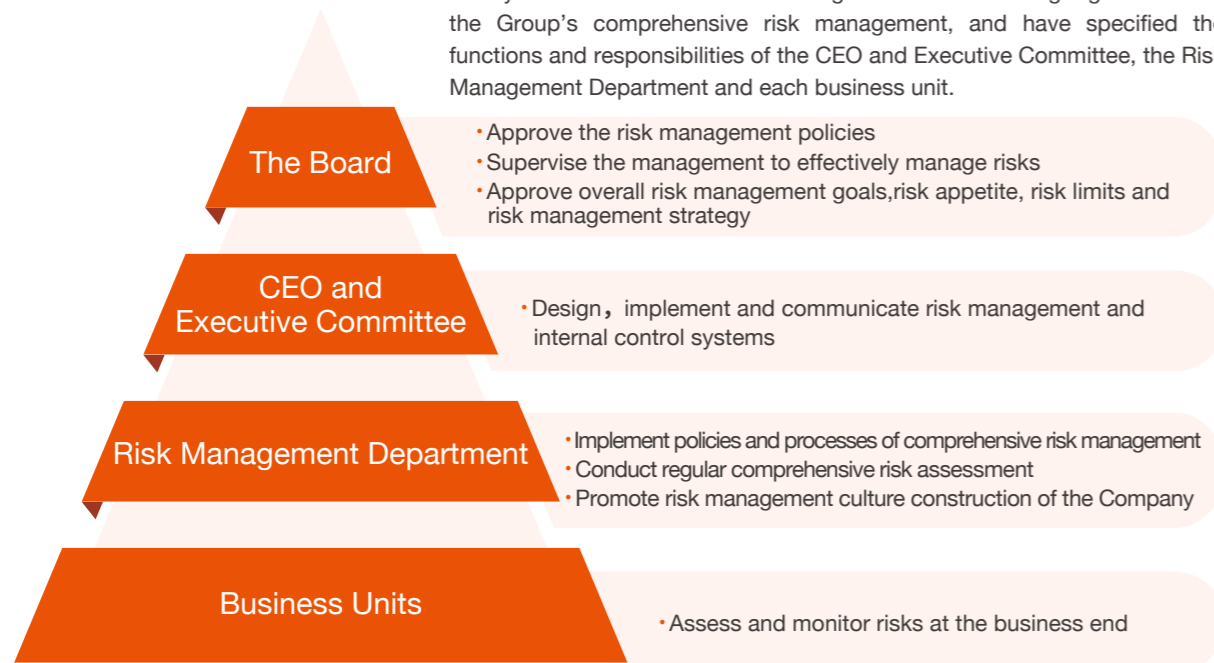 the Group's comprehensive risk management, and have specified the
functions and responsibilities of the CEO and Executive Committee, the Risk
Management Department and each business unit.
The Board
·Approve the risk management policies
·Supervise the management to effectively manage risks
·Approve overall risk management goals,risk appetite, risk limits and
risk management strategy
CEO and
Executive Committee
·Design，implement and communicate risk management and
internal control systems
Risk Management Department
·Implement policies and processes of comprehensive risk management
·Conduct regular comprehensive risk assessment
·Promote risk management culture construction of the Company
Business Units
·Assess and monitor risks at the business end